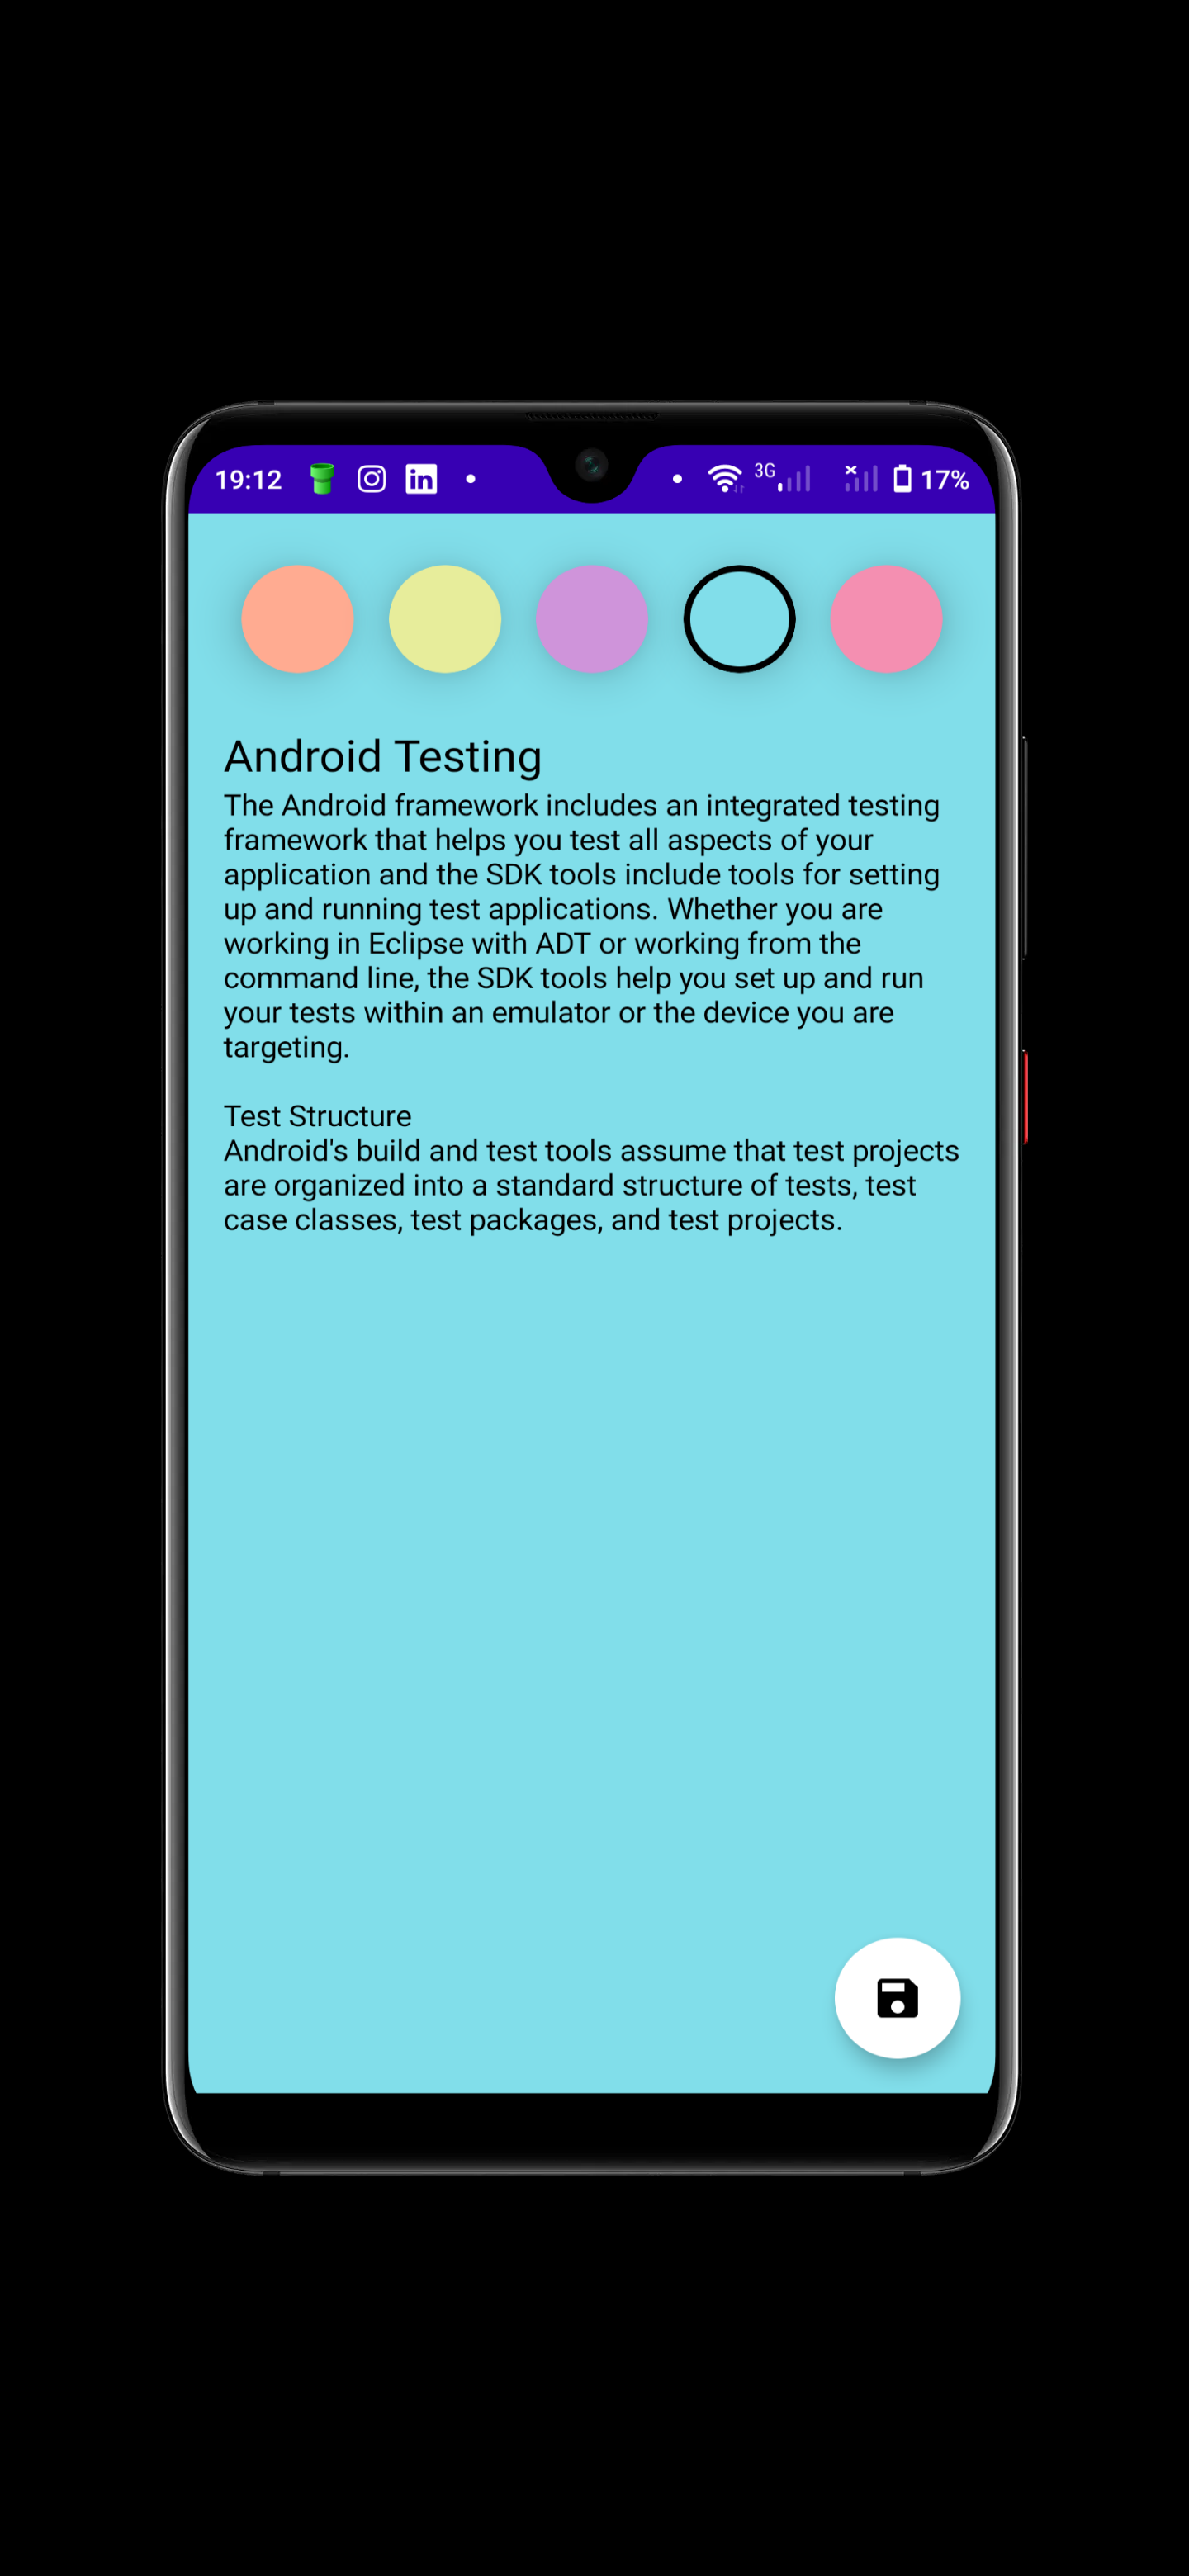 19:12 in 3G 17%
Android Testing
The Android framework includes an integrated testing
framework that helps you test all aspects of your
application and the SDK tools include tools for setting
up and running test applications. Whether you are
working in Eclipse with ADT or working from the
command line, the SDK tools help you set up and run
your tests within an emulator or the device you are
targeting.
Test Structure
Android's build and test tools assume that test projects
are organized into a standard structure of tests, test
case classes, test packages, and test projects.